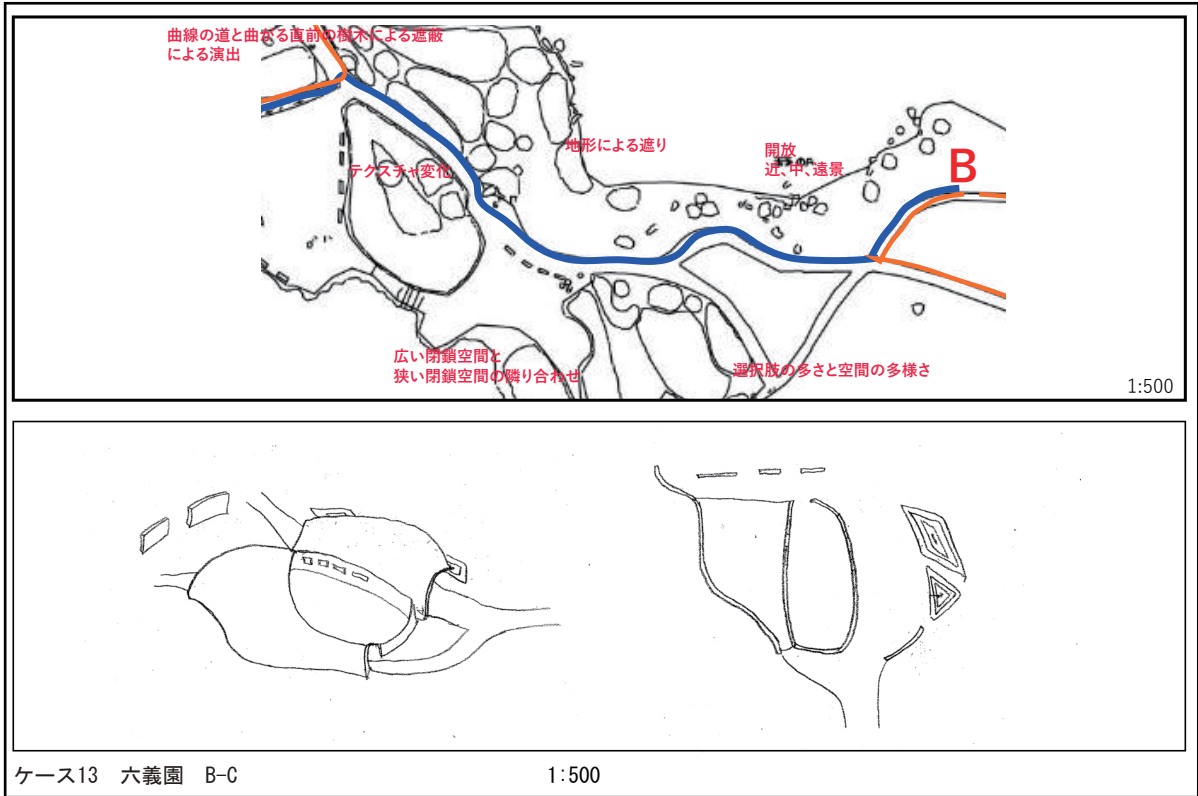 曲線の道と曲がる直前の樹木による遮蔽
による演出
地形による遮り
開放
近、中、遠景
B
テクスチャ変化
広い閉鎖空間と
狭い閉鎖空間の隣り合わせ
選択肢の多さと空間の多様さ
1:500
ケース13 六義園 B-C
1:500